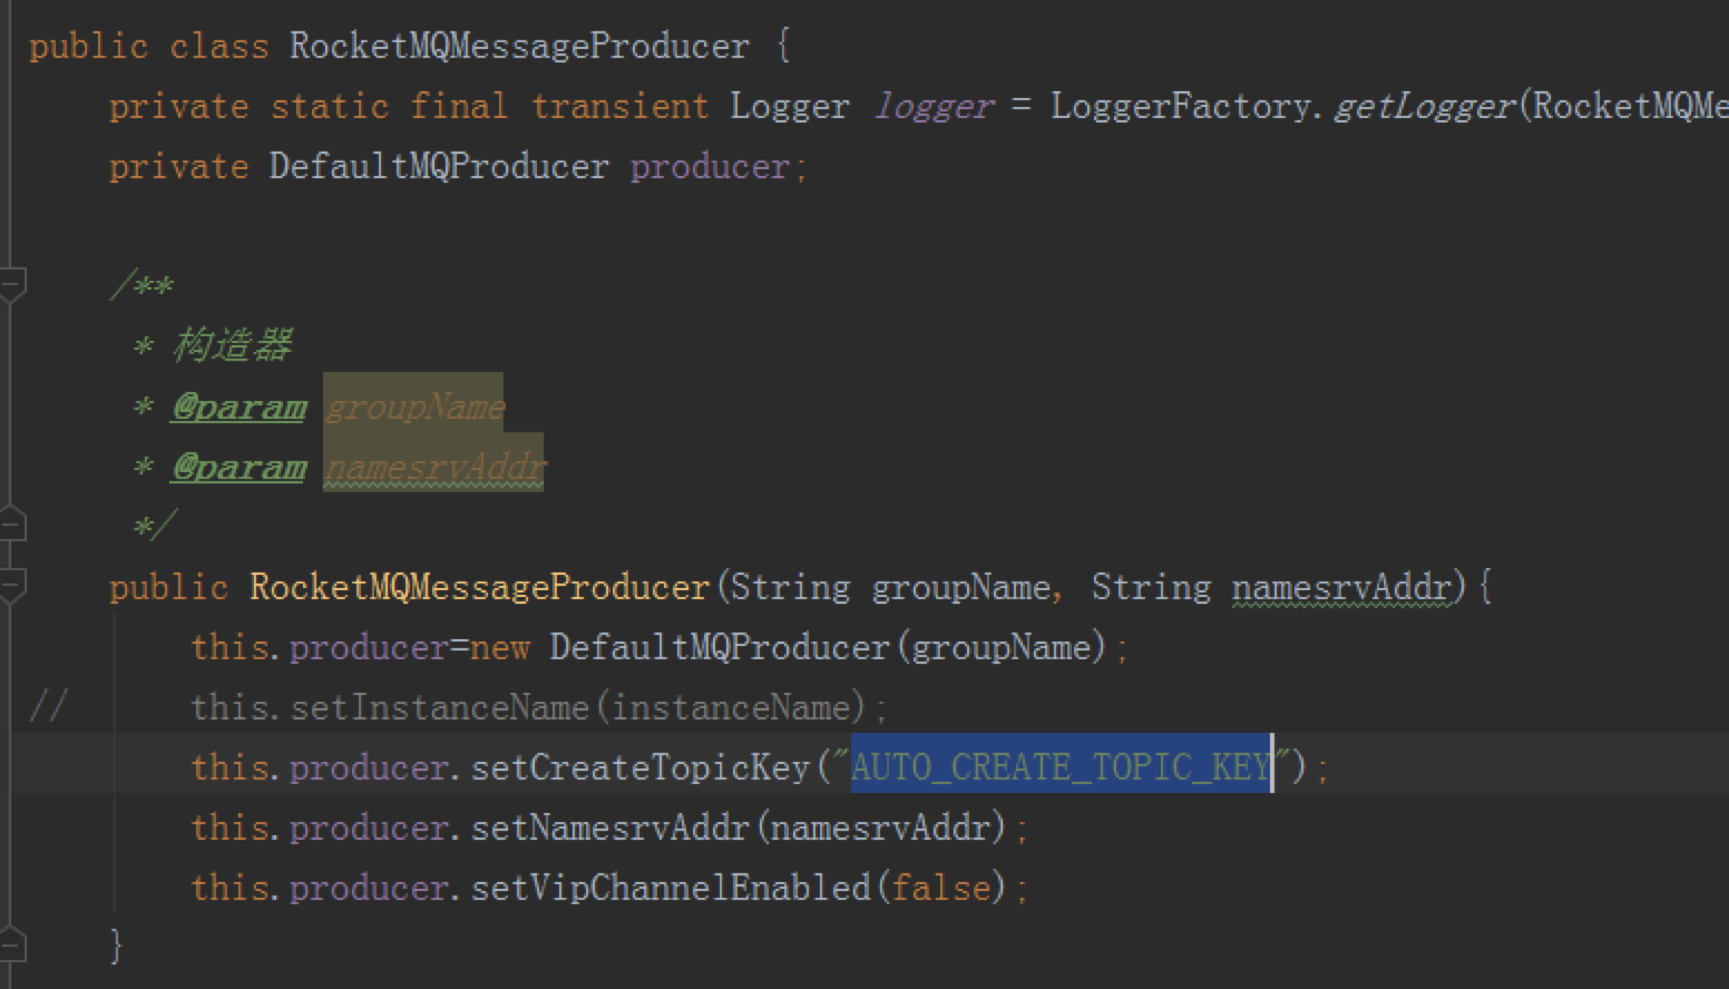 public class RocketMQMessageProducer {
    private static final transient Logger logger = LoggerFactory.getLogger(RocketMQMe
    private DefaultMQProducer producer;
    /**
     * 构造器
     * @param groupName
     * @param namesrvAddr
     */
    public RocketMQMessageProducer(String groupName, String namesrvAddr){
        this.producer=new DefaultMQProducer(groupName);
//        this.setInstanceName(instanceName);
        this.producer.setCreateTopicKey("AUTO_CREATE_TOPIC_KEY");
        this.producer.setNamesrvAddr(namesrvAddr);
        this.producer.setVipChannelEnabled(false);
    }